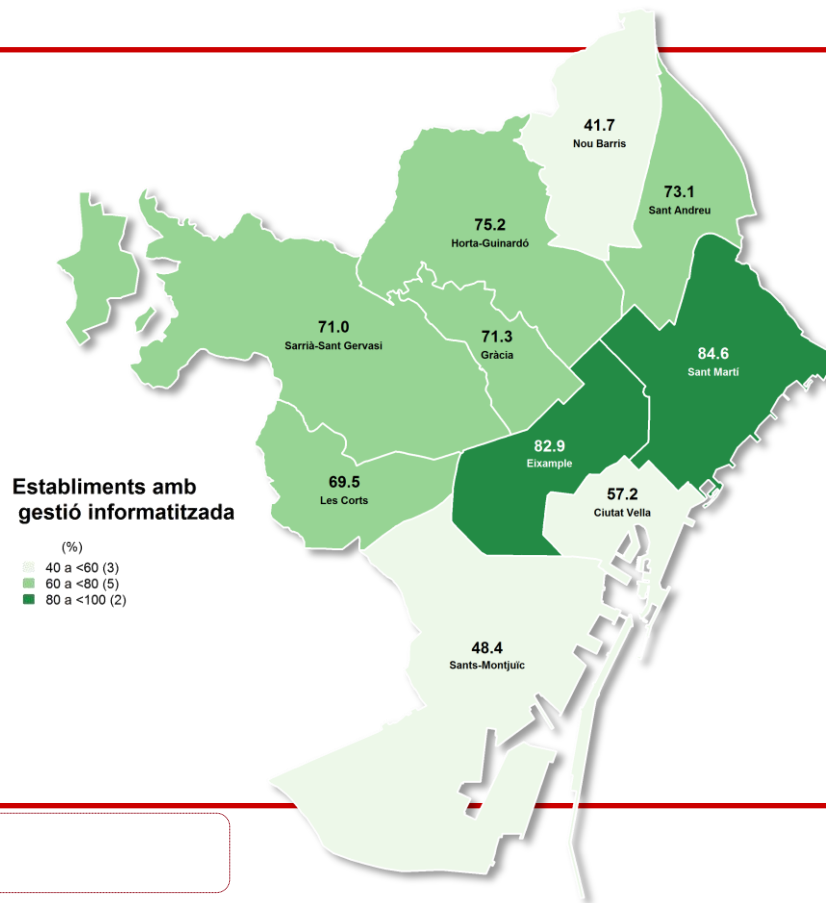 41.7
Nou Barris
73.1
Sant Andreu
75.2
Horta-Guinardó
71.0
Sarrià-Sant Gervasi
71.3
Gràcia
84.6
Sant Martí
82.9
Eixample
69.5
Les Corts
57.2
Ciutat Vella
Establiments amb
gestió informatitzada
(%)
40 a <60 (3)
60 a <80 (5)
80 a <100 (2)
48.4
Sants-Montjuïc